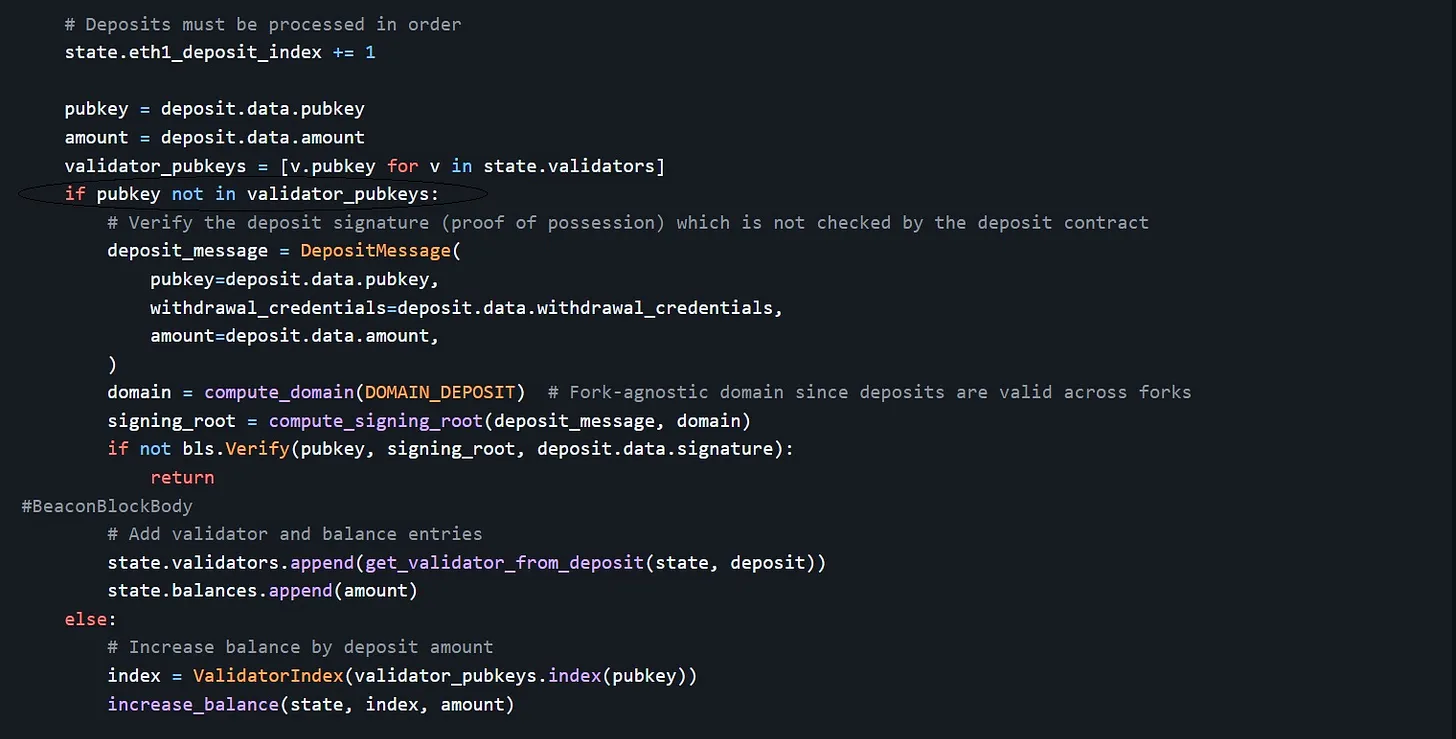 # Deposits must be processed in order
state.eth1_deposit_index += 1
pubkey = deposit.data.pubkey
amount = deposit.data.amount
validator_pubkeys = [v.pubkey for v in state.validators]
if pubkey not in validator_pubkeys:
# Verify the deposit signature (proof of possession) which is not checked by the deposit contract
deposit_message = DepositMessage(
pubkey=deposit.data.pubkey,
withdrawal_credentials=deposit.data.withdrawal_credentials,
amount=deposit.data.amount,
)
domain = compute_domain(DOMAIN_DEPOSIT)  # Fork-agnostic domain since deposits are valid across forks
signing_root = compute_signing_root(deposit_message, domain)
if not bls.Verify(pubkey, signing_root, deposit.data.signature):
return
#BeaconBlockBody
# Add validator and balance entries
state.validators.append(get_validator_from_deposit(state, deposit))
state.balances.append(amount)
else:
# Increase balance by deposit amount
index = ValidatorIndex(validator_pubkeys.index(pubkey))
increase_balance(state, index, amount)